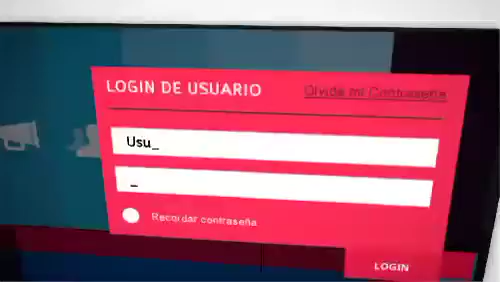 LOGIN DE USUARIO
Olvide mi Contraseña
Usu_
_
Recordar contraseña
LOGIN